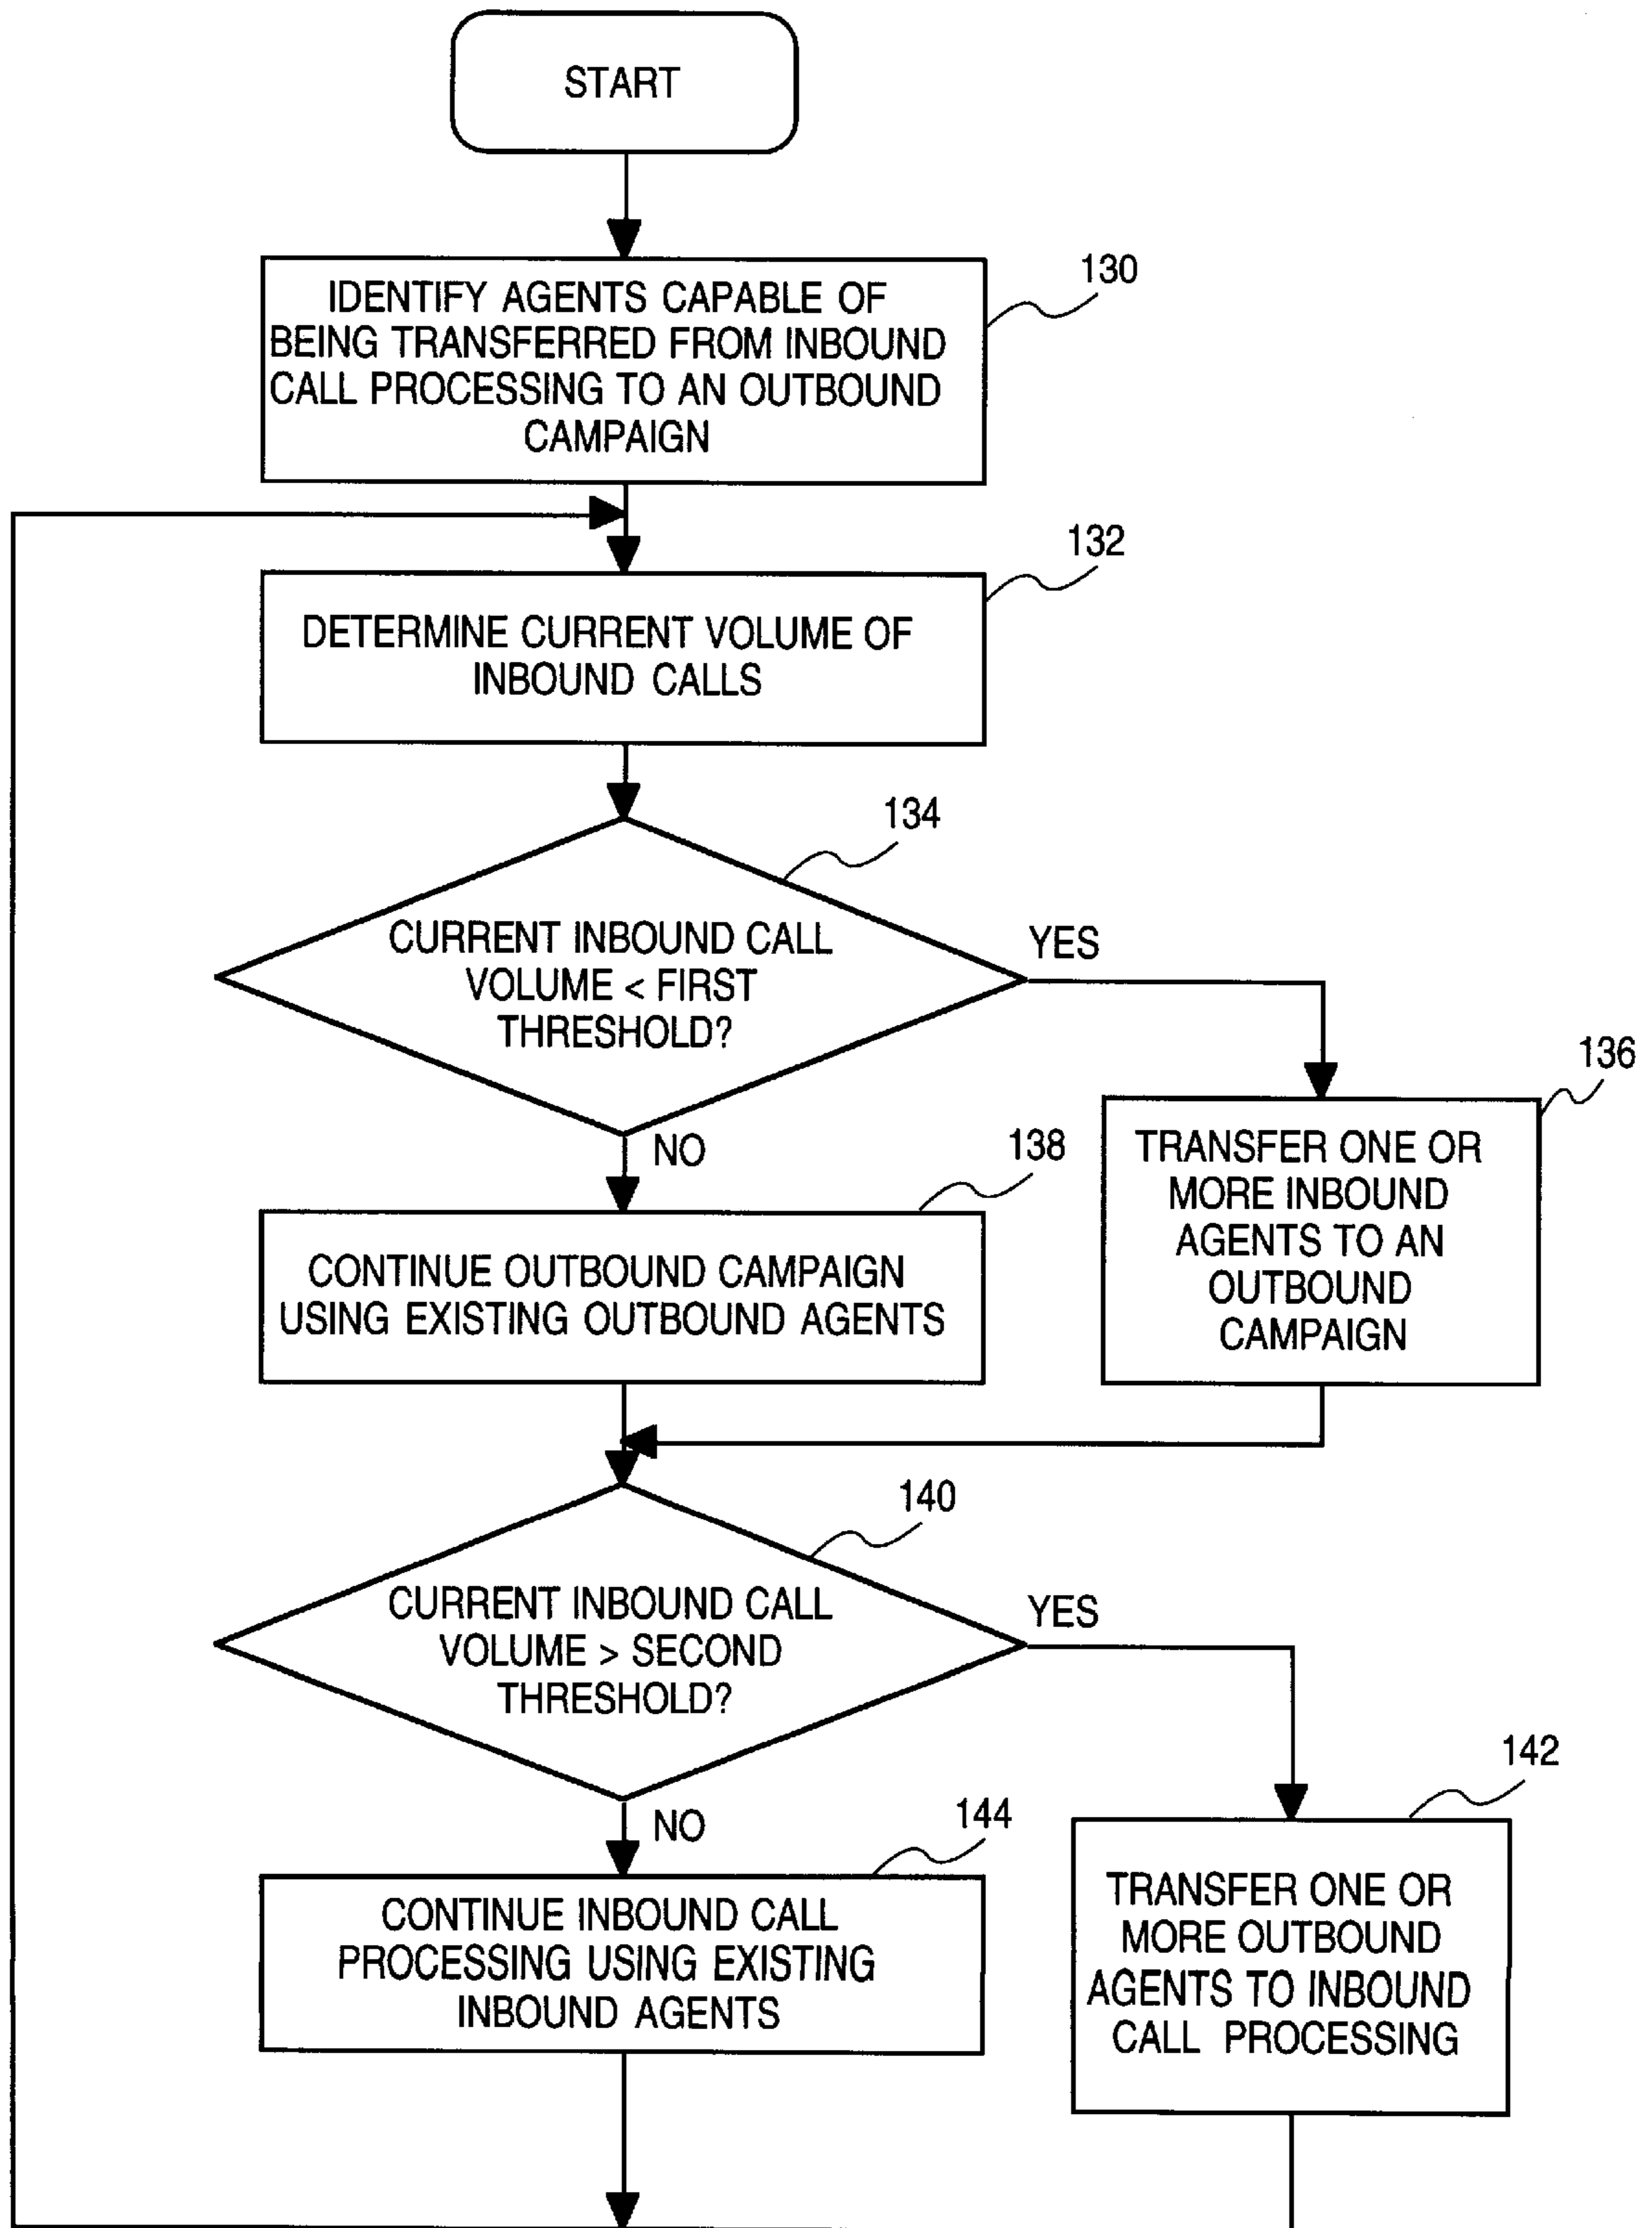 START
130
IDENTIFY AGENTS CAPABLE OF
BEING TRANSFERRED FROM INBOUND
CALL PROCESSING TO AN OUTBOUND
CAMPAIGN
132
DETERMINE CURRENT VOLUME OF
INBOUND CALLS
134
CURRENT INBOUND CALL
VOLUME < FIRST
THRESHOLD?
YES
136
TRANSFER ONE OR
MORE INBOUND
AGENTS TO AN
OUTBOUND
CAMPAIGN
NO
138
CONTINUE OUTBOUND CAMPAIGN
USING EXISTING OUTBOUND AGENTS
140
CURRENT INBOUND CALL
VOLUME > SECOND
THRESHOLD?
YES
142
TRANSFER ONE OR
MORE OUTBOUND
AGENTS TO INBOUND
CALL PROCESSING
NO
144
CONTINUE INBOUND CALL
PROCESSING USING EXISTING
INBOUND AGENTS